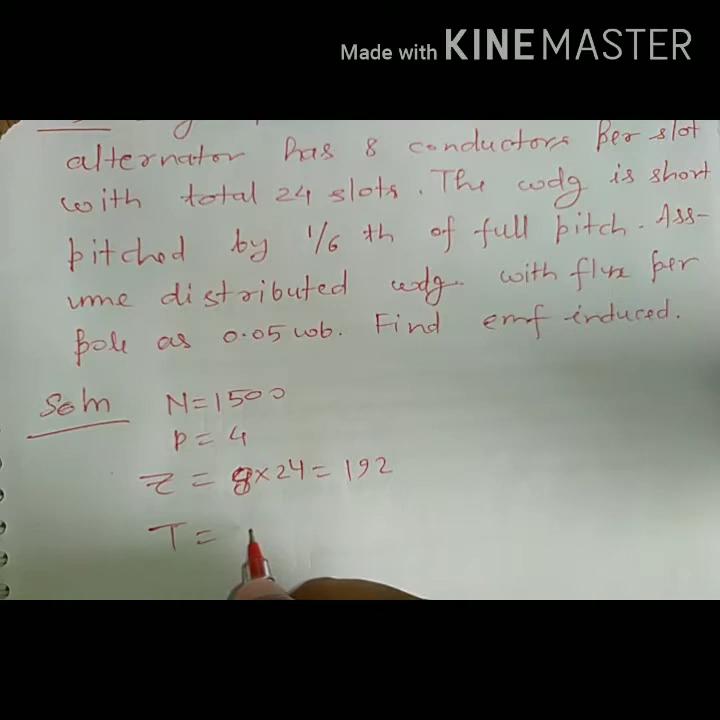 Made with KINEMASTER
alternator has 8 conductors per slot
with total 24 slots. The wdg is short
pitched by 1/6 th of full pitch. Ass-
ume distributed wdg. with flux per
pole as 0.05 wb. Find emf induced.
Soln N=1500
P = 4
Z = 8×24 = 192
T =